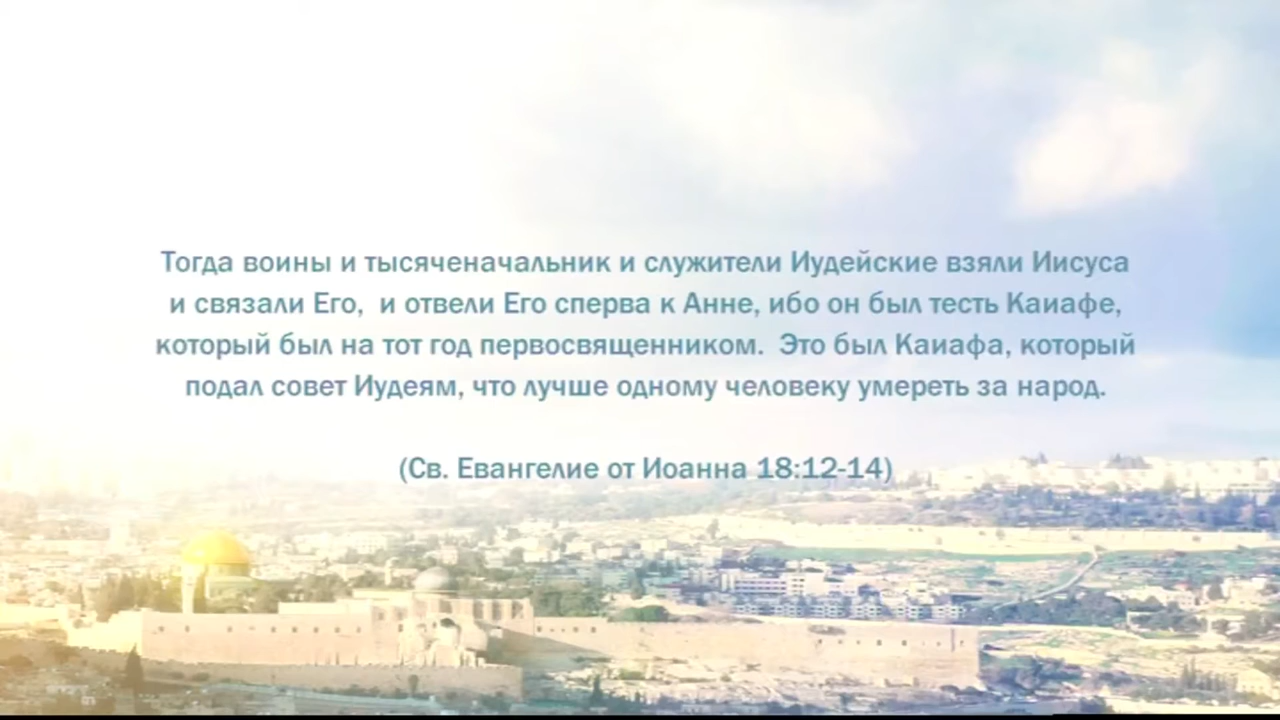 Тогда воины и тысяченачальник и служители Иудейские взяли Иисуса
и связали Его,  и отвели Его сперва к Анне, ибо он был тесть Каиафе,
который был на тот год первосвященником.  Это был Каиафа, который
подал совет Иудеям, что лучше одному человеку умереть за народ.
(Св. Евангелие от Иоанна 18:12-14)